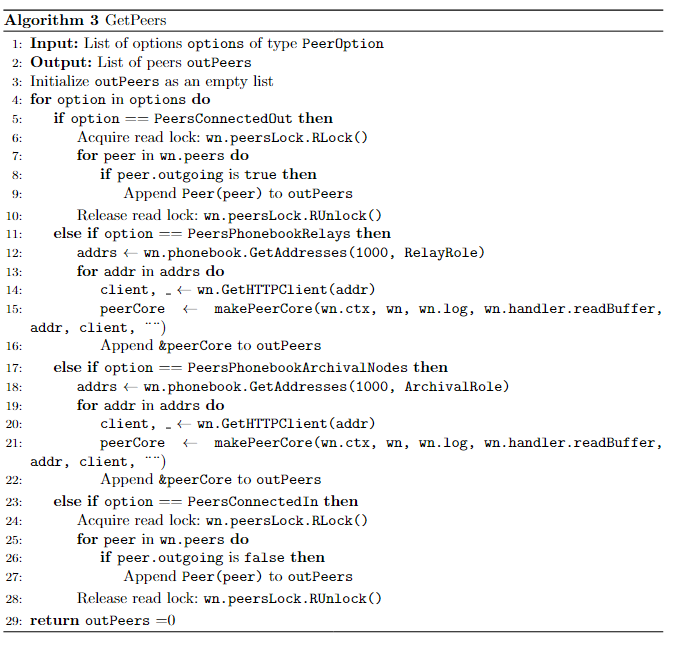 Algorithm 3 GetPeers
1: Input: List of options options of type PeerOption
2: Output: List of peers outPeers
3: Initialize outPeers as an empty list
4: for option in options do
5: if option == PeersConnectedOut then
6: Acquire read lock: wn.peersLock.RLock()
7: for peer in wn.peers do
8: if peer.outgoing is true then
9: Append Peer(peer) to outPeers
10: Release read lock: wn.peersLock.RUnlock()
11: else if option == PeersPhonebookRelays then
12: addrs ← wn.phonebook.GetAddresses(1000, RelayRole)
13: for addr in addrs do
14: client, _ ← wn.GetHTTPClient(addr)
15: peerCore ← makePeerCore(wn.ctx, wn, wn.log, wn.handler.readBuffer,
addr, client, "")
16: Append &peerCore to outPeers
17: else if option == PeersPhonebookArchivalNodes then
18: addrs ← wn.phonebook.GetAddresses(1000, ArchivalRole)
19: for addr in addrs do
20: client, _ ← wn.GetHTTPClient(addr)
21: peerCore ← makePeerCore(wn.ctx, wn, wn.log, wn.handler.readBuffer,
addr, client, "")
22: Append &peerCore to outPeers
23: else if option == PeersConnectedIn then
24: Acquire read lock: wn.peersLock.RLock()
25: for peer in wn.peers do
26: if peer.outgoing is false then
27: Append Peer(peer) to outPeers
28: Release read lock: wn.peersLock.RUnlock()
29: return outPeers =0